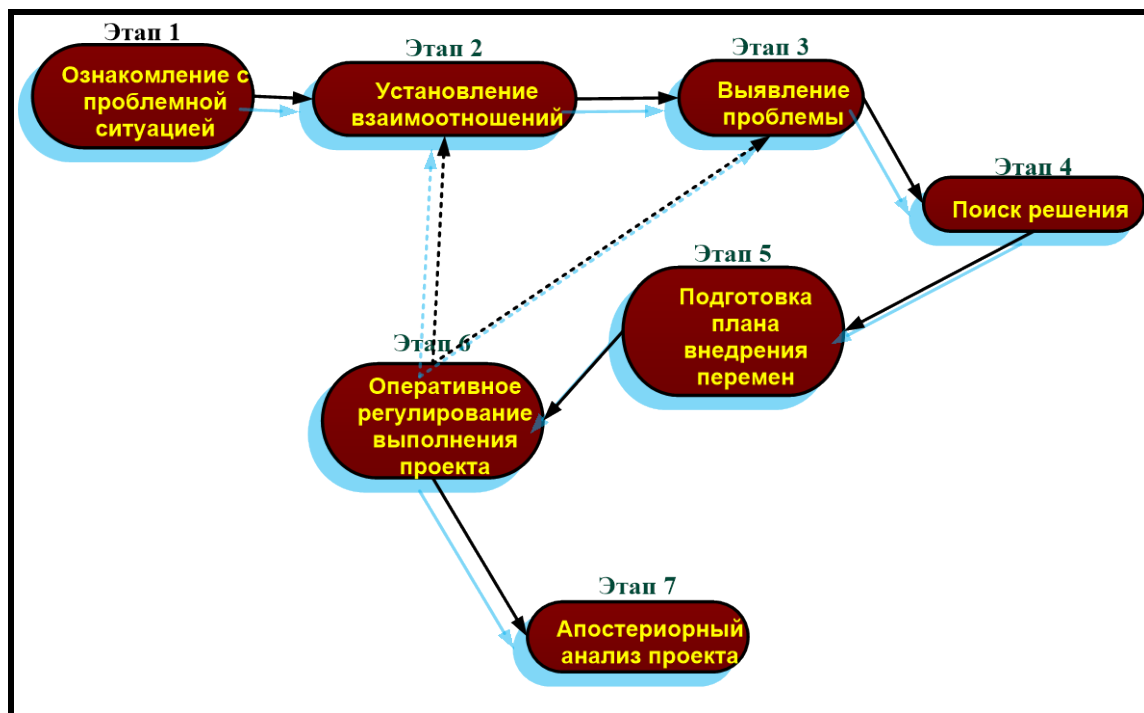 Этап 1
Ознакомление с
проблемной
ситуацией
Этап 2
Установление
взаимоотношений
Этап 3
Выявление
проблемы
Этап 4
Поиск решения
Этап 5
Подготовка
плана
внедрения
перемен
Этап 6
Оперативное
регулирование
выполнения
проекта
Этап 7
Апостериорный
анализ проекта